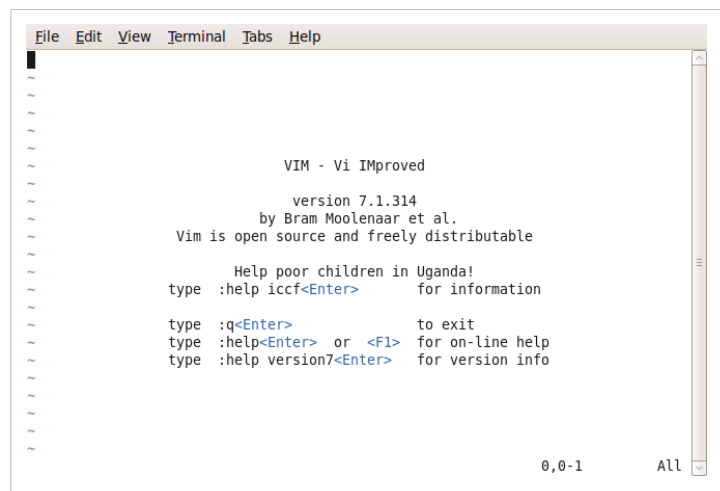 File Edit View Terminal Tabs Help
~
~
~
~
~
~ VIM - Vi IMproved
~
~ version 7.1.314
~ by Bram Moolenaar et al.
~ Vim is open source and freely distributable
~
~ Help poor children in Uganda!
~ type :help iccf<Enter> for information
~
~ type :q<Enter> to exit
~ type :help<Enter> or <F1> for on-line help
~ type :help version7<Enter> for version info
~
~
~
~
~
0,0-1 All